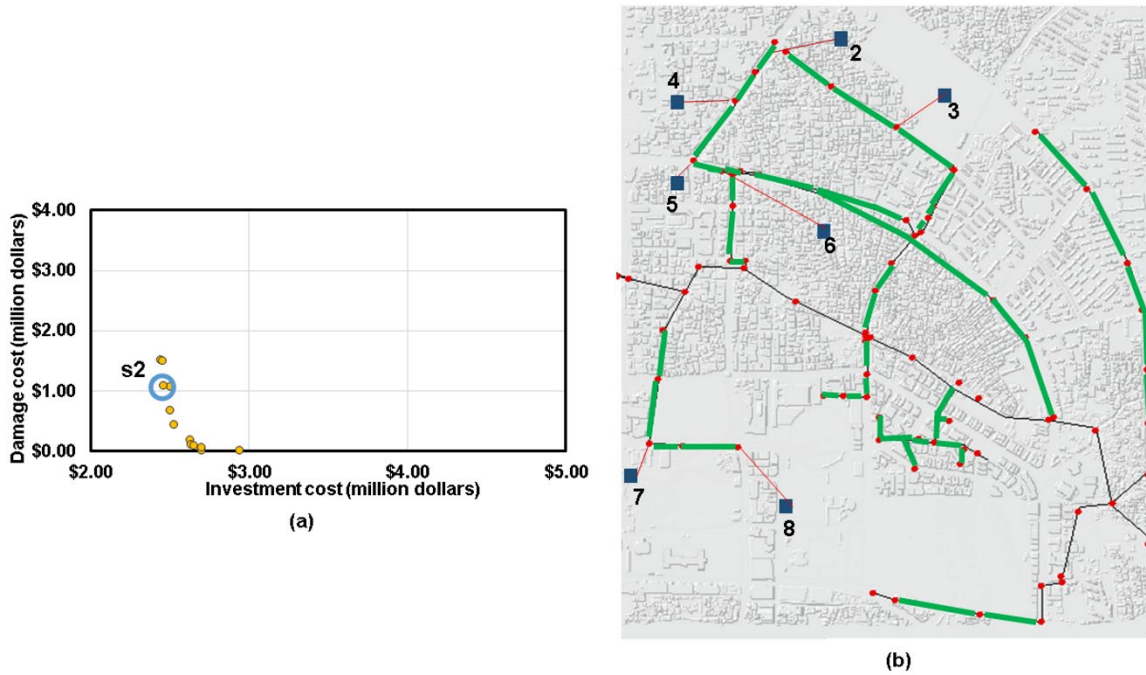 Damage cost (million dollars)
$4.00
$3.00
$2.00
$1.00
$0.00
s2
$2.00 $3.00 $4.00 $5.00
Investment cost (million dollars)
(a)
2
4
3
5
6
7
8
(b)